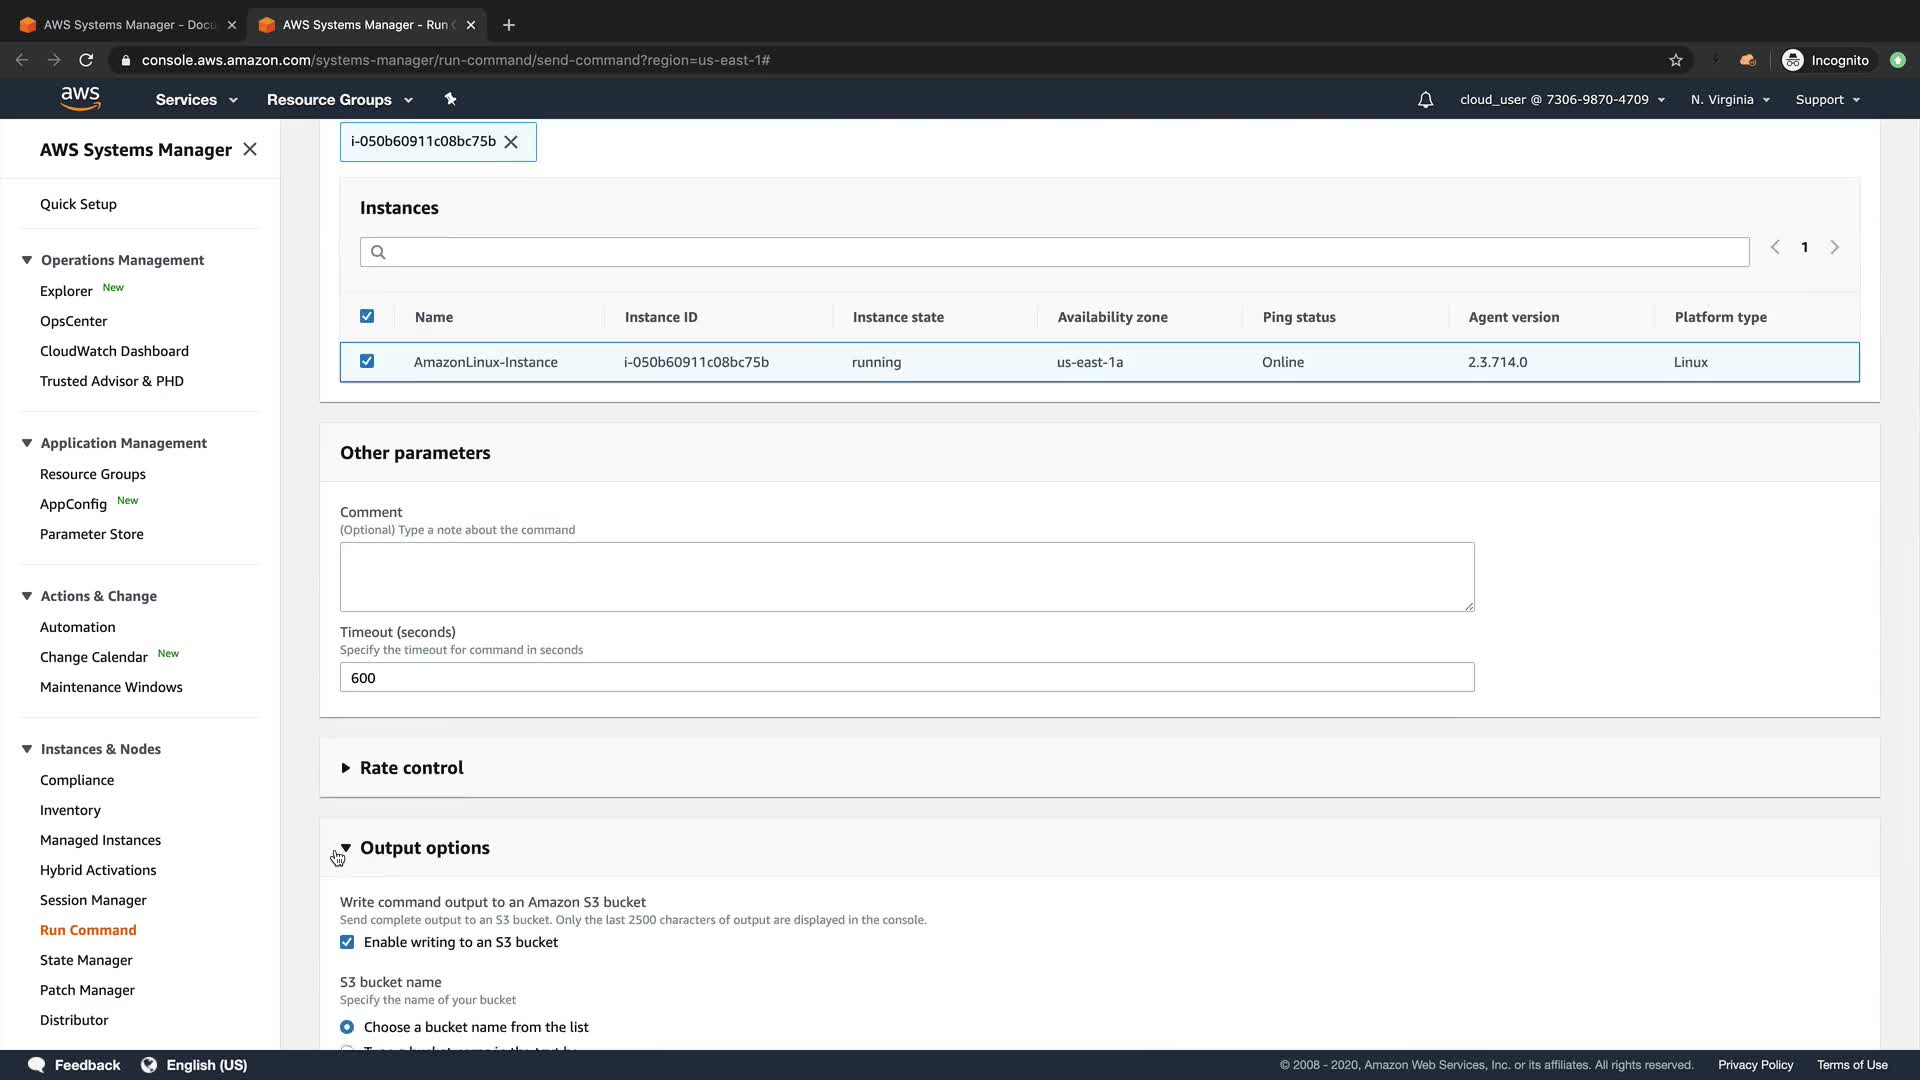 AWS Systems Manager - Docu
AWS Systems Manager - Run C
console.aws.amazon.com/systems-manager/run-command/send-command?region=us-east-1#
Incognito
aws
Services
Resource Groups
cloud_user @ 7306-9870-4709
N. Virginia
Support
AWS Systems Manager
Quick Setup
Operations Management
Explorer New
OpsCenter
CloudWatch Dashboard
Trusted Advisor & PHD
Application Management
Resource Groups
AppConfig New
Parameter Store
Actions & Change
Automation
Change Calendar New
Maintenance Windows
Instances & Nodes
Compliance
Inventory
Managed Instances
Hybrid Activations
Session Manager
Run Command
State Manager
Patch Manager
Distributor
i-050b60911c08bc75b
Instances
1
Name Instance ID Instance state Availability zone Ping status Agent version Platform type
AmazonLinux-Instance i-050b60911c08bc75b running us-east-1a Online 2.3.714.0 Linux
Other parameters
Comment
(Optional) Type a note about the command
Timeout (seconds)
Specify the timeout for command in seconds
600
Rate control
Output options
Write command output to an Amazon S3 bucket
Send complete output to an S3 bucket. Only the last 2500 characters of output are displayed in the console.
Enable writing to an S3 bucket
S3 bucket name
Specify the name of your bucket
Choose a bucket name from the list
Feedback
English (US)
© 2008 - 2020, Amazon Web Services, Inc. or its affiliates. All rights reserved.
Privacy Policy
Terms of Use